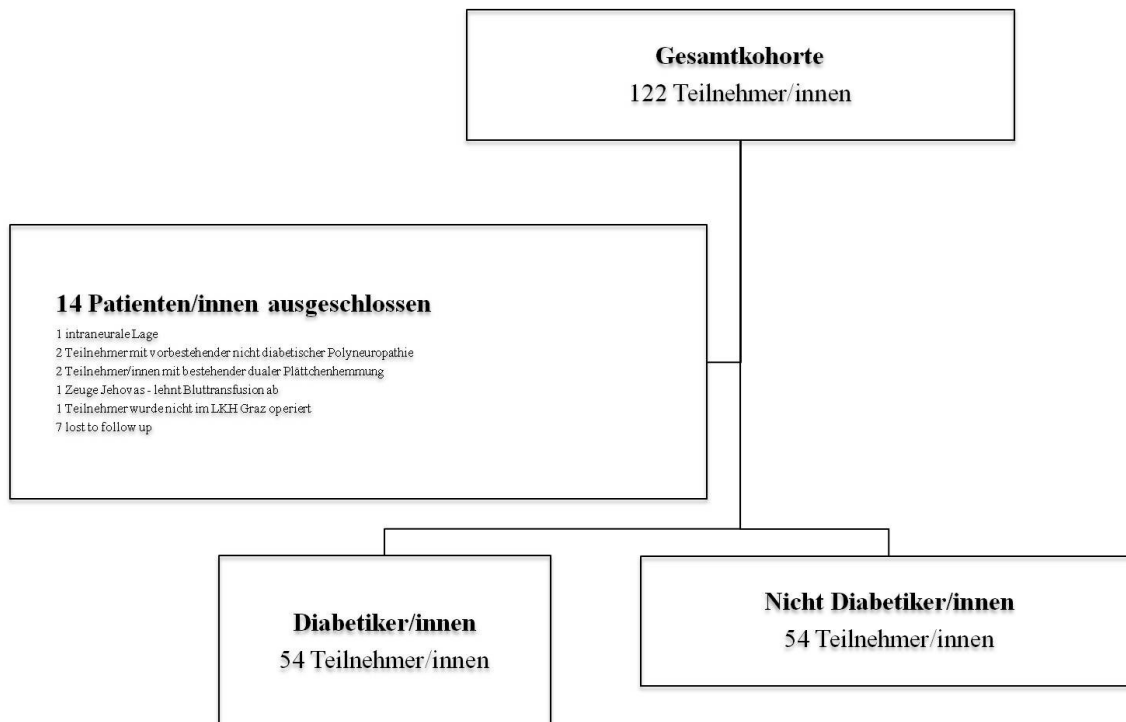 Gesamtkohorte
122 Teilnehmer/innen
14 Patienten/innen ausgeschlossen
1 intraneurale Lage
2 Teilnehmer mit vorbestehender nicht diabetischer Polyneuropathie
2 Teilnehmer/innen mit bestehender dualer Plättchenhemmung
1 Zeuge Jehovas - lehnt Bluttransfusion ab
1 Teilnehmer wurde nicht im LKH Graz operiert
7 lost to follow up
Diabetiker/innen
54 Teilnehmer/innen
Nicht Diabetiker/innen
54 Teilnehmer/innen